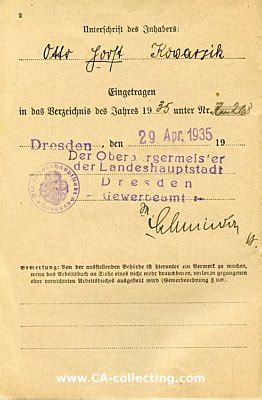 2
Unterschrift des Inhabers:
Otto Horst Kowarzik
Eingetragen
in das Verzeichnis des Jahres 1935 unter Nr.
Dresden, den 29 Apr. 1935 19
Der Oberbürgermeister
der Landeshauptstadt
Dresden
Gewerbeamt
Bemerkung: Von der ausstellenden Behörde ist hierunter ein Vermerk zu machen,
wenn das Arbeitsbuch an Stelle eines nicht mehr brauchbaren, verloren gegangenen
oder vernichteten Arbeitsbuches ausgestellt wird (Gewerbeordnung § 109).
www.CA-collecting.com